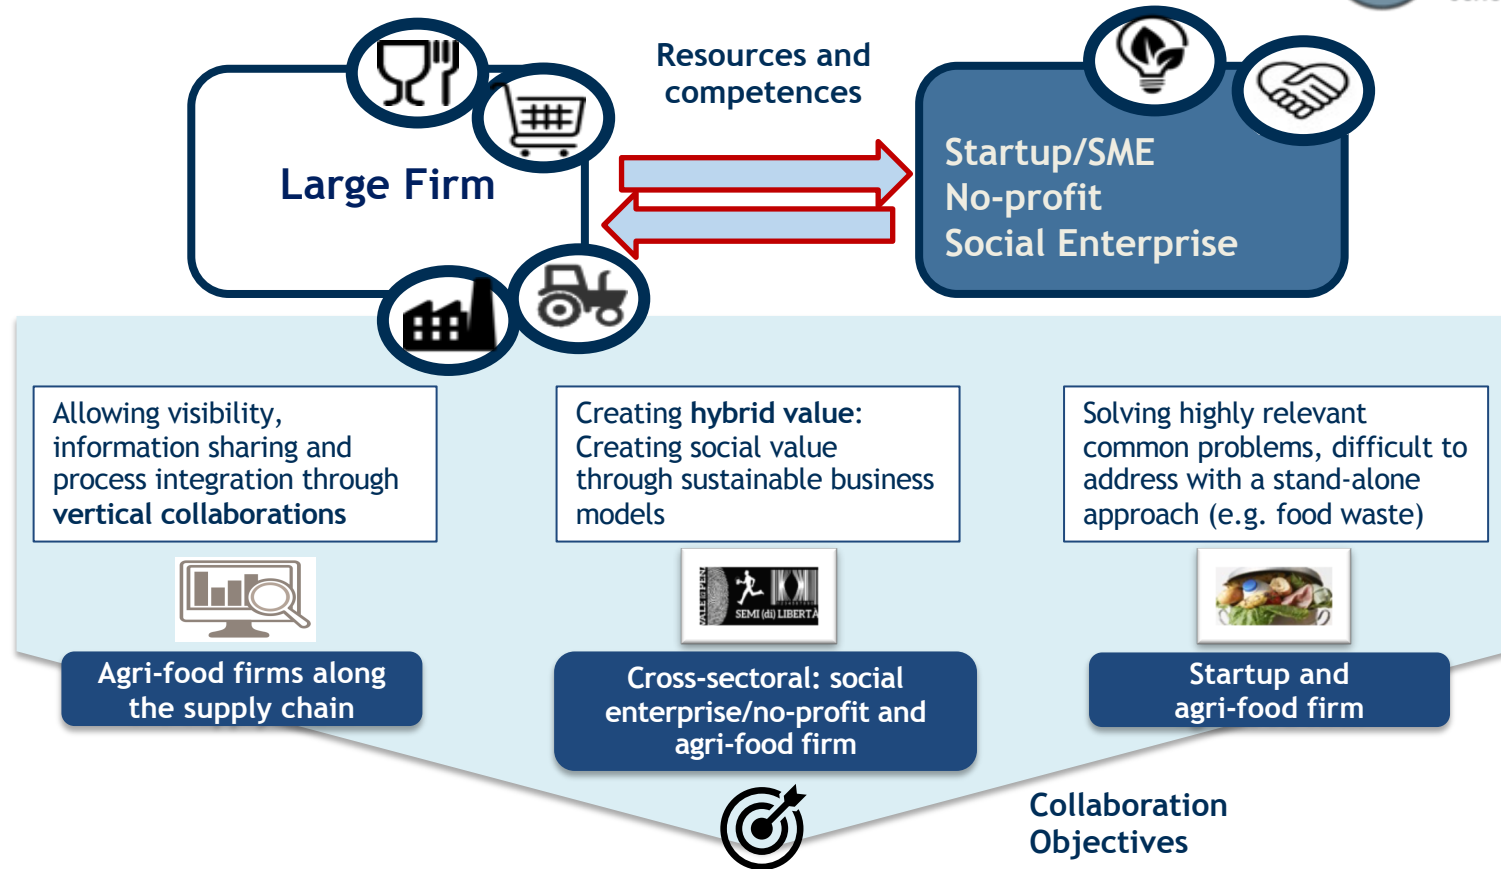 Resources and
competences
Large Firm
Startup/SME
No-profit
Social Enterprise
Allowing visibility,
information sharing and
process integration through
vertical collaborations
Creating hybrid value:
Creating social value
through sustainable business
models
Solving highly relevant
common problems, difficult to
address with a stand-alone
approach (e.g. food waste)
VALE la PENA
SEMI (di) LIBERTÀ
Agri-food firms along
the supply chain
Cross-sectoral: social
enterprise/no-profit and
agri-food firm
Startup and
agri-food firm
Collaboration
Objectives